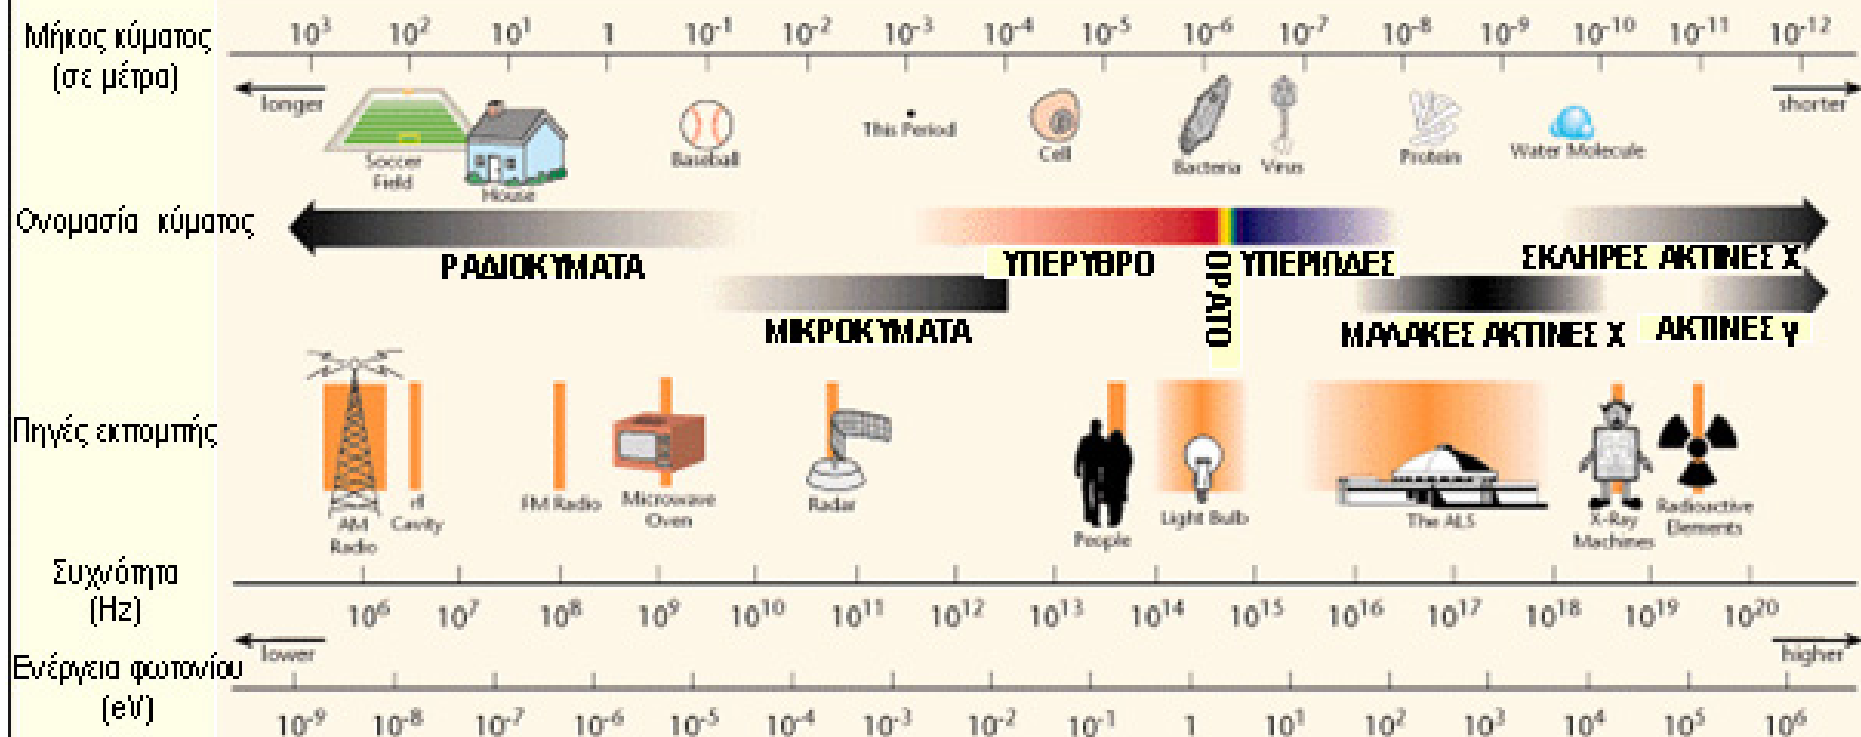 Μήκος κύματος
(σε μέτρα)
10³ 10² 10¹ 1 10⁻¹ 10⁻² 10⁻³ 10⁻⁴ 10⁻⁵ 10⁻⁶ 10⁻⁷ 10⁻⁸ 10⁻⁹ 10⁻¹⁰ 10⁻¹¹ 10⁻¹²
longer
shorter
Soccer
Field
House
Baseball
This Period
Cell
Bacteria
Virus
Protein
Water Molecule
Ονομασία κύματος
ΡΑΔΙΟΚΥΜΑΤΑ
ΥΠΕΡΥΘΡΟ
ΟΡΑΤΟ
ΥΠΕΡΙΩΔΕΣ
ΣΚΛΗΡΕΣ ΑΚΤΙΝΕΣ Χ
ΜΙΚΡΟΚΥΜΑΤΑ
ΜΑΛΑΚΕΣ ΑΚΤΙΝΕΣ Χ
ΑΚΤΙΝΕΣ γ
Πηγές εκπομπής
AM
Radio
rf
Cavity
FM Radio
Microwave
Oven
Radar
People
Light Bulb
The ALS
X-Ray
Machines
Radioactive
Elements
Συχνότητα
(Hz)
10⁶ 10⁷ 10⁸ 10⁹ 10¹⁰ 10¹¹ 10¹² 10¹³ 10¹⁴ 10¹⁵ 10¹⁶ 10¹⁷ 10¹⁸ 10¹⁹ 10²⁰
lower
higher
Ενέργεια φωτονίου
(eV)
10⁻⁹ 10⁻⁸ 10⁻⁷ 10⁻⁶ 10⁻⁵ 10⁻⁴ 10⁻³ 10⁻² 10⁻¹ 1 10¹ 10² 10³ 10⁴ 10⁵ 10⁶